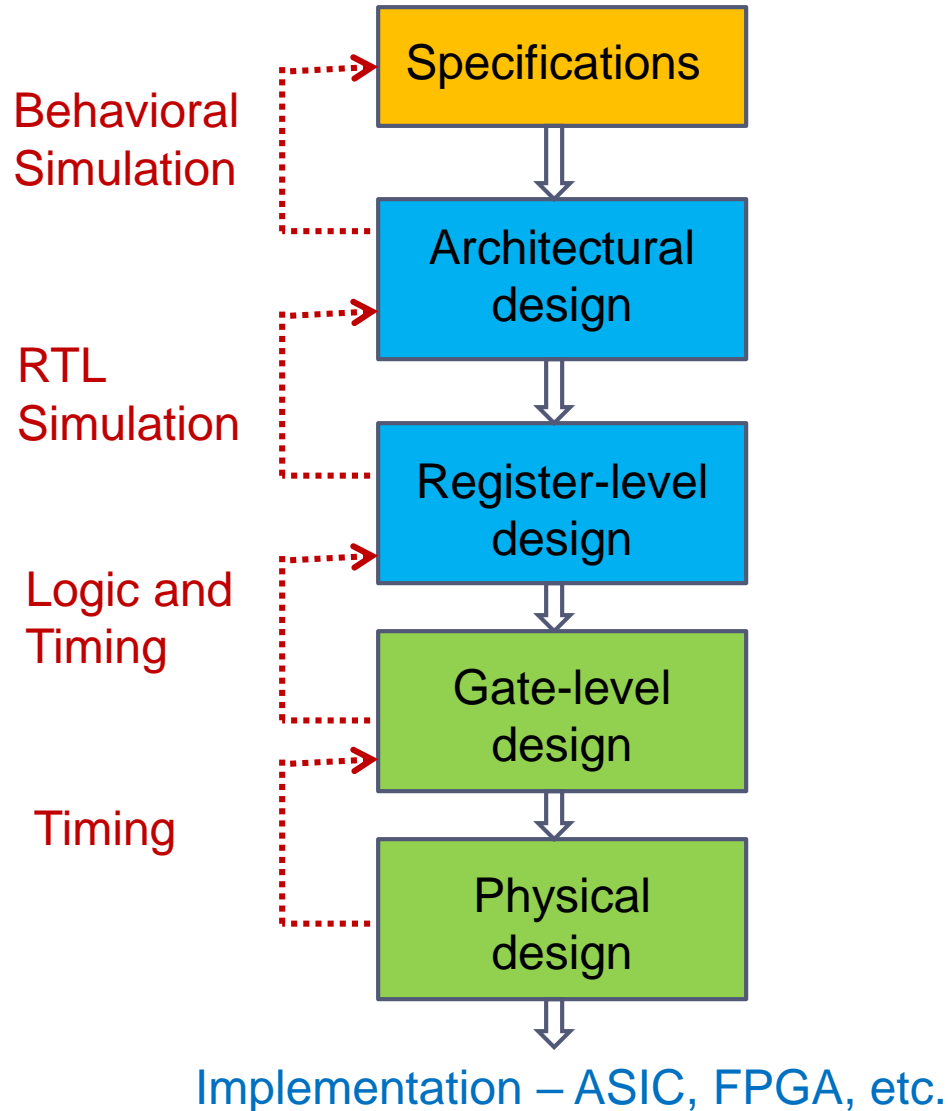 Specifications
Behavioral
Simulation
Architectural
design
RTL
Simulation
Register-level
design
Logic and
Timing
Gate-level
design
Timing
Physical
design
Implementation – ASIC, FPGA, etc.